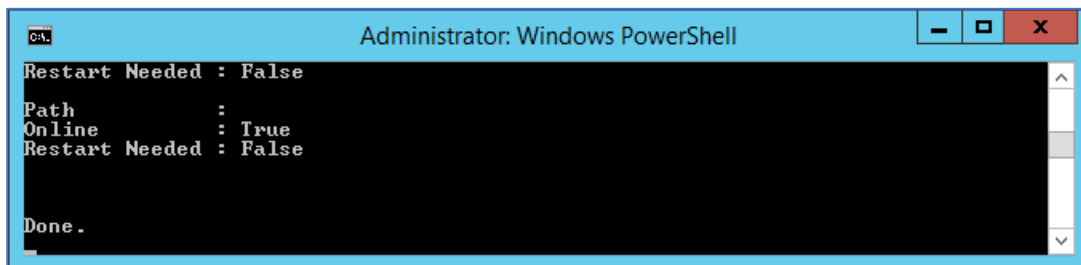 C:\.
Administrator: Windows PowerShell
Restart Needed : False
Path :
Online : True
Restart Needed : False
Done.